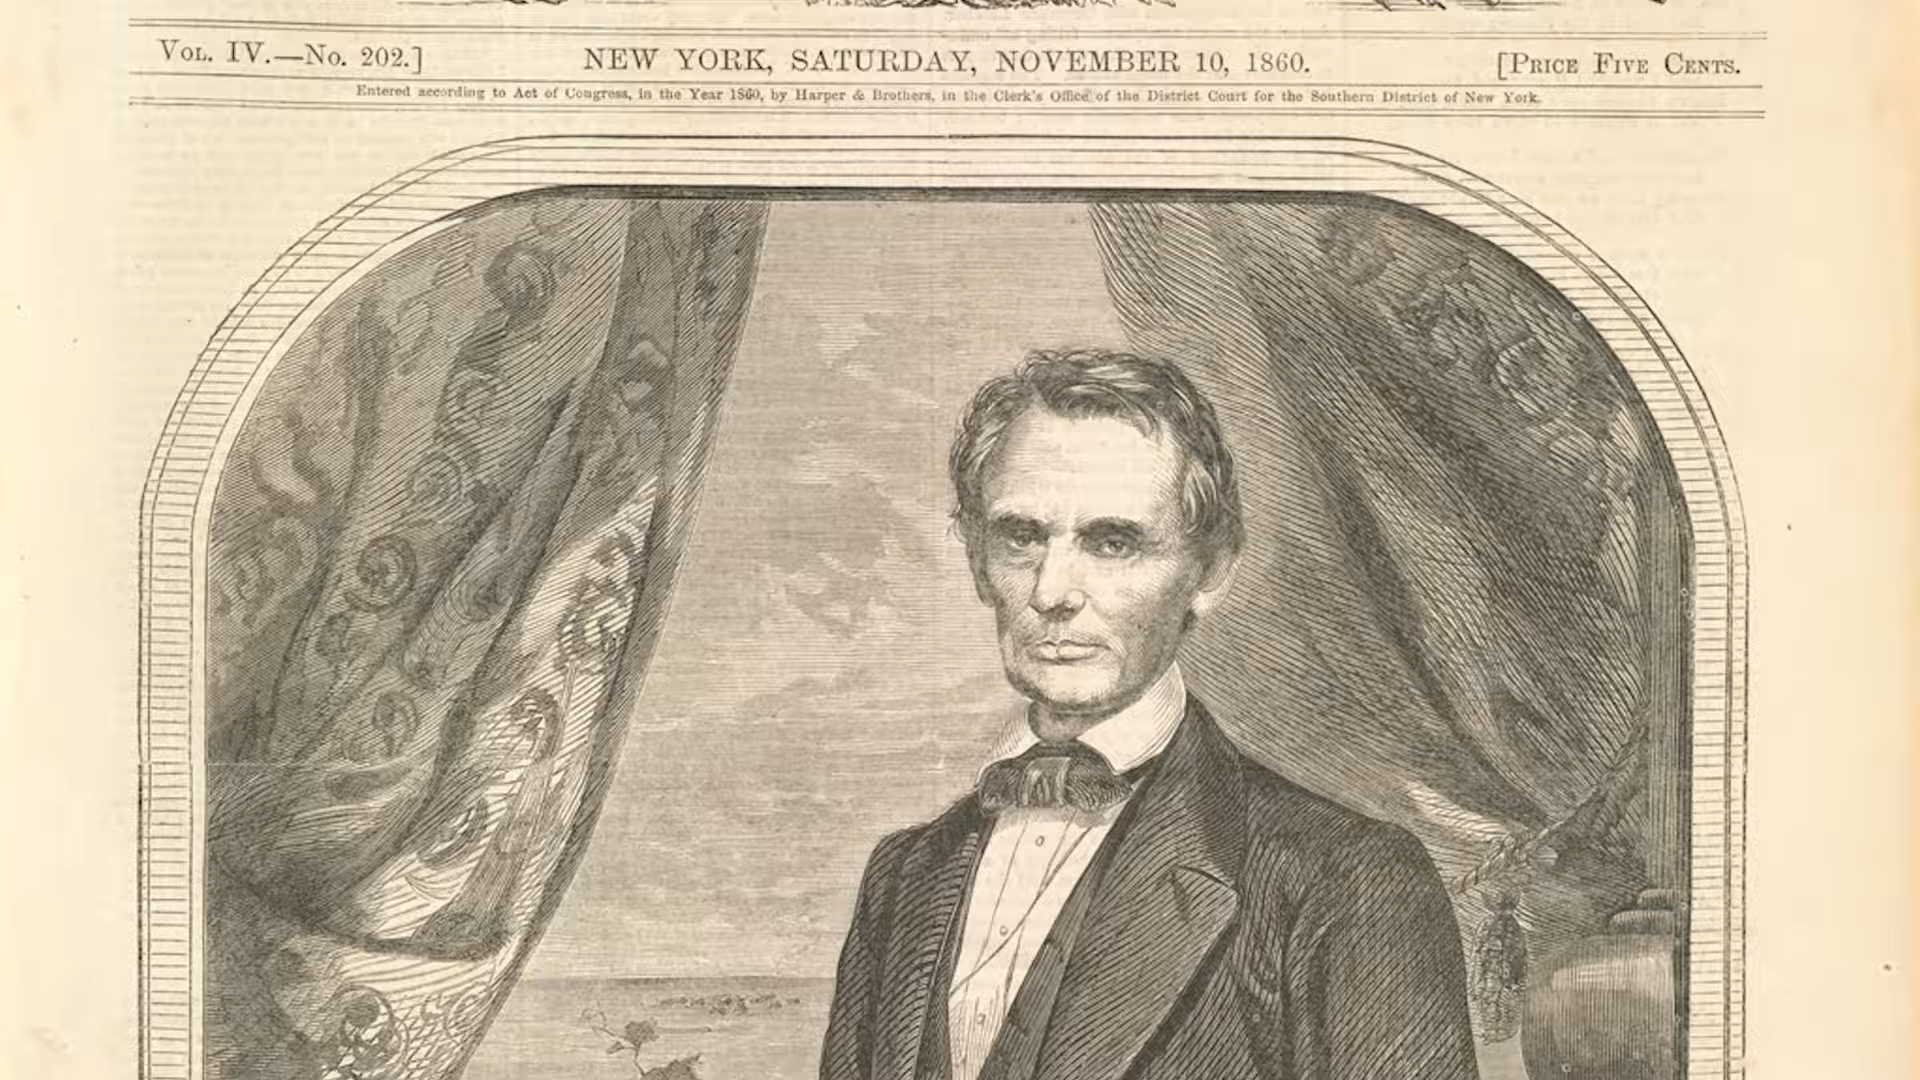 Vol. IV.—No. 202.] NEW YORK, SATURDAY, NOVEMBER 10, 1860. [Price Five Cents.
Entered according to Act of Congress, in the Year 1860, by Harper & Brothers, in the Clerk's Office of the District Court for the Southern District of New York.